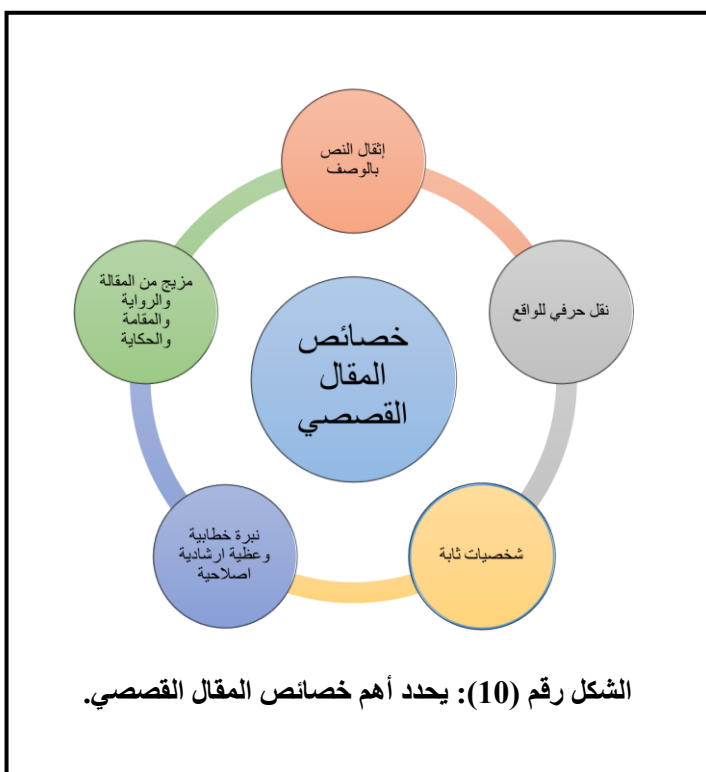 إثقال النص
بالوصف
نقل حرفي للواقع
شخصيات ثابة
نبرة خطابية
وعظية ارشادية
اصلاحية
مزيج من المقالة
والرواية
والمقامة
والحكاية
خصائص
المقال
القصصي
الشكل رقم (10): يحدد أهم خصائص المقال القصصي.